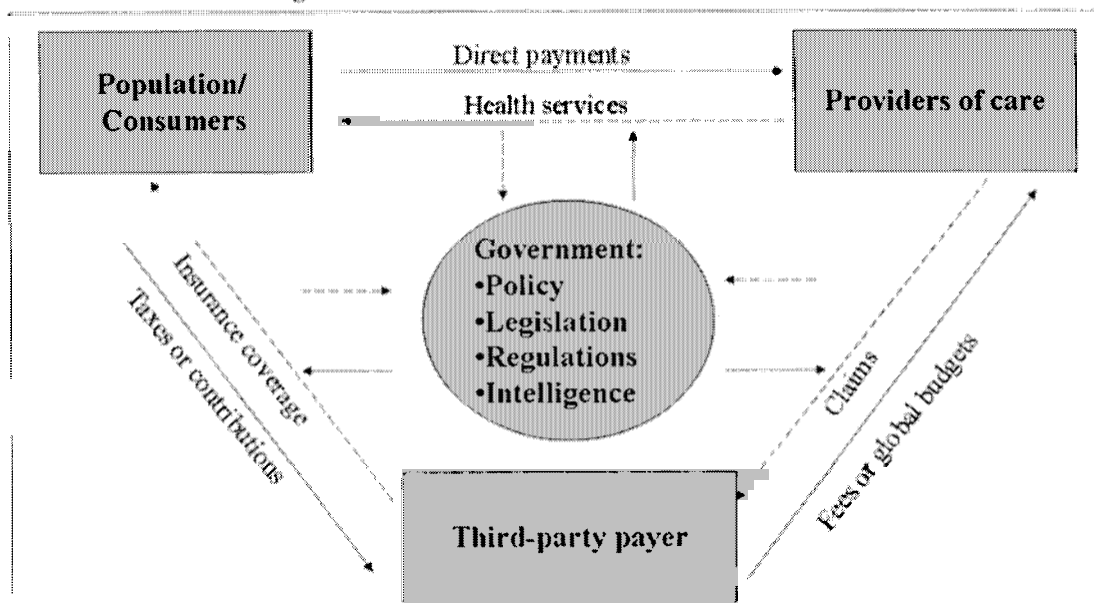 Direct payments
Population/
Consumers
Providers of care
Health services
Government:
•Policy
•Legislation
•Regulations
•Intelligence
Insurance coverage
Taxes or contributions
Claims
Fees or global budgets
Third-party payer